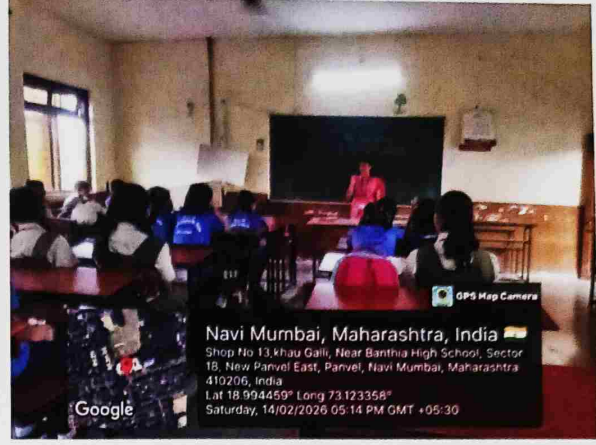 GPS Map Camera
Navi Mumbai, Maharashtra, India 🇮🇳
Shop No 13,khau Galli, Near Banthia High School, Sector
18, New Panvel East, Panvel, Navi Mumbai, Maharashtra
410206, India
Lat 18.994459° Long 73.123358°
Saturday, 14/02/2026 05:14 PM GMT +05:30
Google